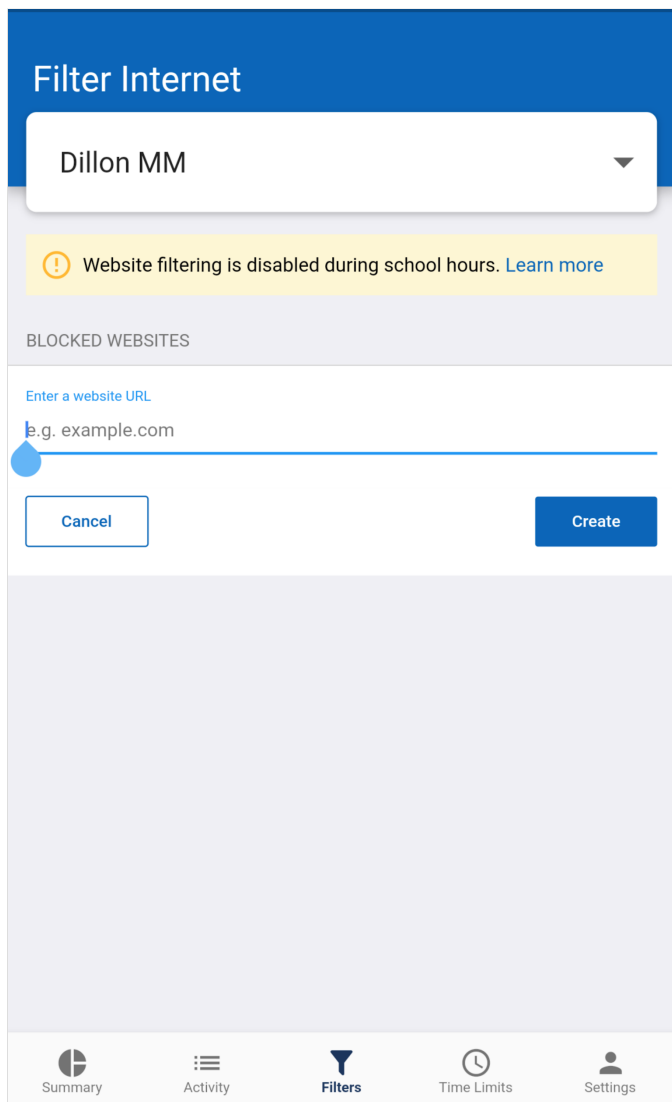 Filter Internet
Dillon MM
Website filtering is disabled during school hours. Learn more
BLOCKED WEBSITES
Enter a website URL
e.g. example.com
Cancel
Create
Summary
Activity
Filters
Time Limits
Settings